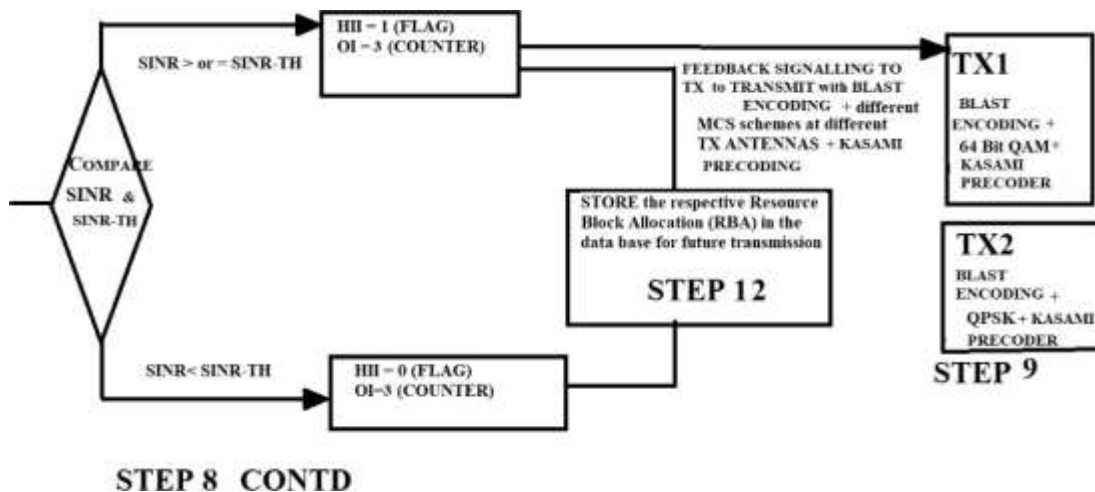 COMPARE
SINR &
SINR-TH
SINR > or = SINR-TH
HII = 1 (FLAG)
OI = 3 (COUNTER)
FEEDBACK SIGNALLING TO
TX to TRANSMIT with BLAST
ENCODING + different
MCS schemes at different
TX ANTENNAS + KASAMI
PRECODING
TX1
BLAST
ENCODING +
64 Bit QAM+
KASAMI
PRECODER
STORE the respective Resource
Block Allocation (RBA) in the
data base for future transmission
STEP 12
TX2
BLAST
ENCODING +
QPSK + KASAMI
PRECODER
STEP 9
SINR< SINR-TH
HII = 0 (FLAG)
OI=3 (COUNTER)
STEP 8 CONTD